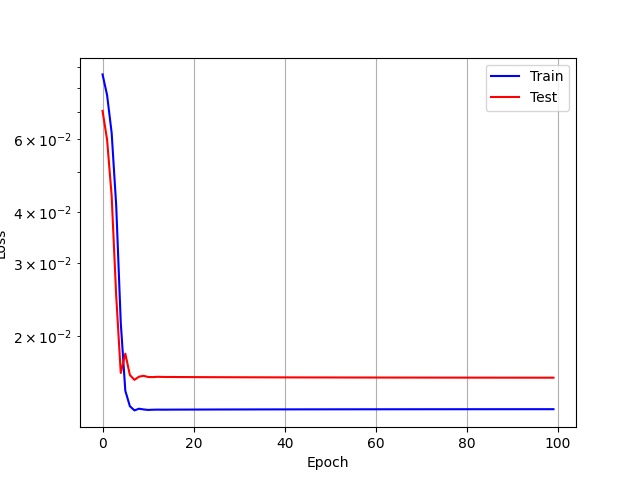 Train
Test
6 × 10⁻²
4 × 10⁻²
3 × 10⁻²
2 × 10⁻²
Loss
0 20 40 60 80 100
Epoch